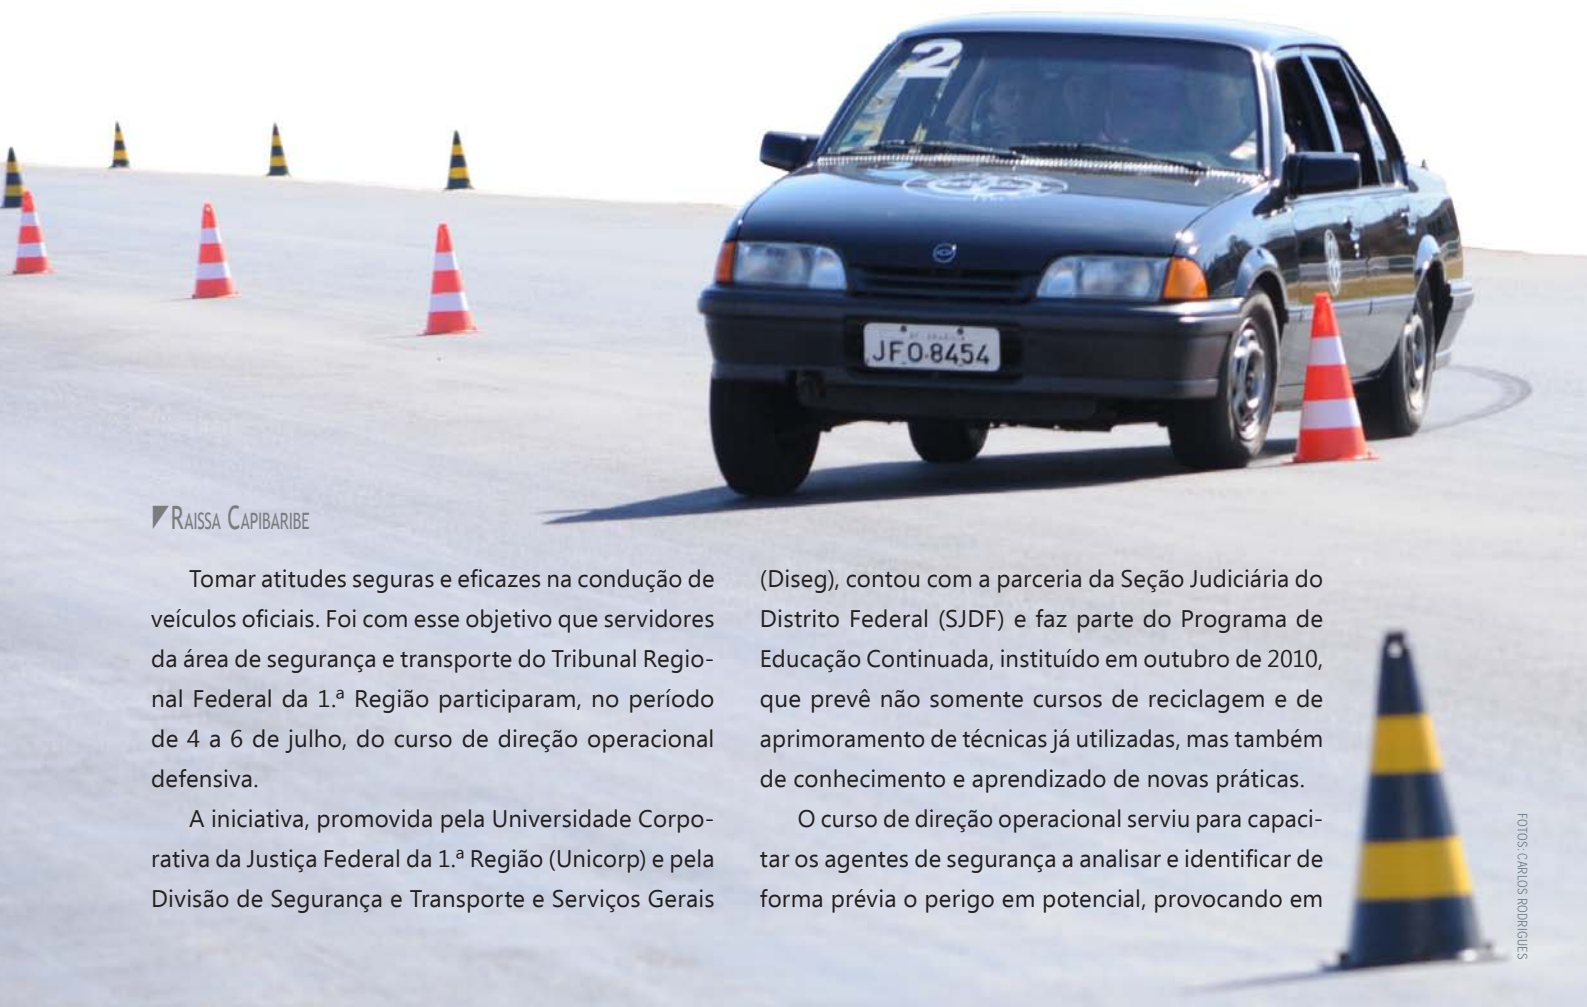 2
JFO·8454
RAISSA CAPIBARIBE
Tomar atitudes seguras e eficazes na condução de
veículos oficiais. Foi com esse objetivo que servidores
da área de segurança e transporte do Tribunal Regio-
nal Federal da 1.ª Região participaram, no período
de 4 a 6 de julho, do curso de direção operacional
defensiva.
A iniciativa, promovida pela Universidade Corpo-
rativa da Justiça Federal da 1.ª Região (Unicorp) e pela
Divisão de Segurança e Transporte e Serviços Gerais
(Diseg), contou com a parceria da Seção Judiciária do
Distrito Federal (SJDF) e faz parte do Programa de
Educação Continuada, instituído em outubro de 2010,
que prevê não somente cursos de reciclagem e de
aprimoramento de técnicas já utilizadas, mas também
de conhecimento e aprendizado de novas práticas.
O curso de direção operacional serviu para capaci-
tar os agentes de segurança a analisar e identificar de
forma prévia o perigo em potencial, provocando em
FOTOS: CARLOS RODRIGUES